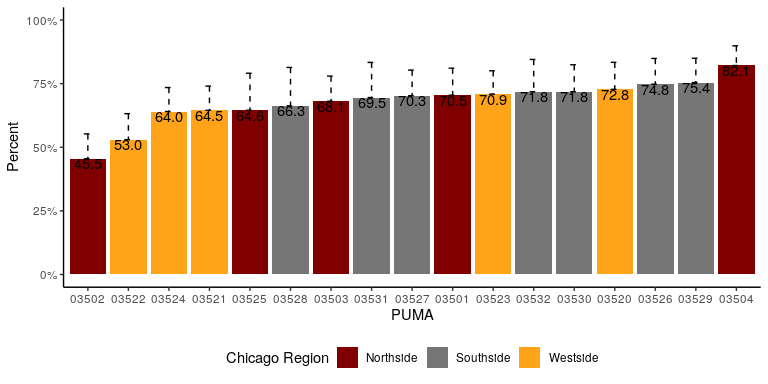 100%
75%
50%
25%
0%
Percent
45.5 53.0 64.0 64.5 64.6 66.3 68.1 69.5 70.3 70.5 70.9 71.8 71.8 72.8 74.8 75.4 82.1
03502 03522 03524 03521 03525 03528 03503 03531 03527 03501 03523 03532 03530 03520 03526 03529 03504
PUMA
Chicago Region Northside Southside Westside